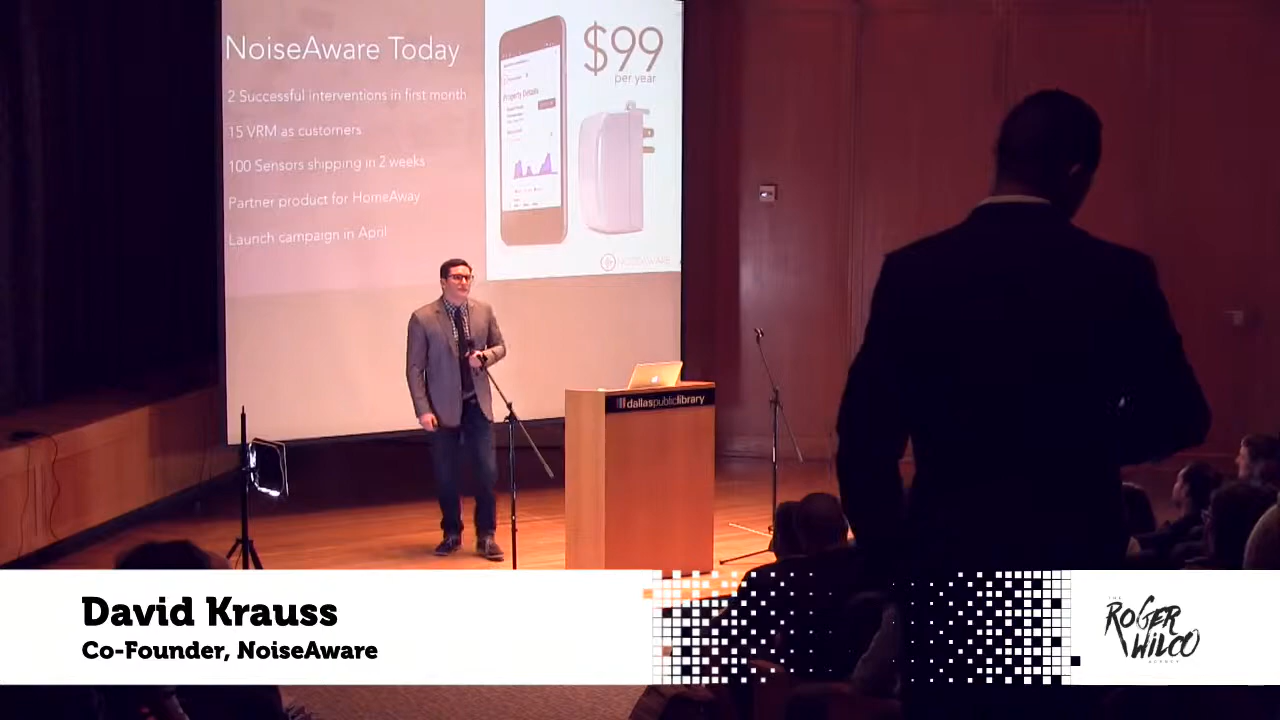 NoiseAware Today
2 Successful interventions in first month
15 VRM as customers
100 Sensors shipping in 2 weeks
Partner product for HomeAway
Launch campaign in April
$99
per year
Property Details
NOISEAWARE
dallaspubliclibrary
David Krauss
Co-Founder, NoiseAware
THE
ROGER
WILCO
AGENCY